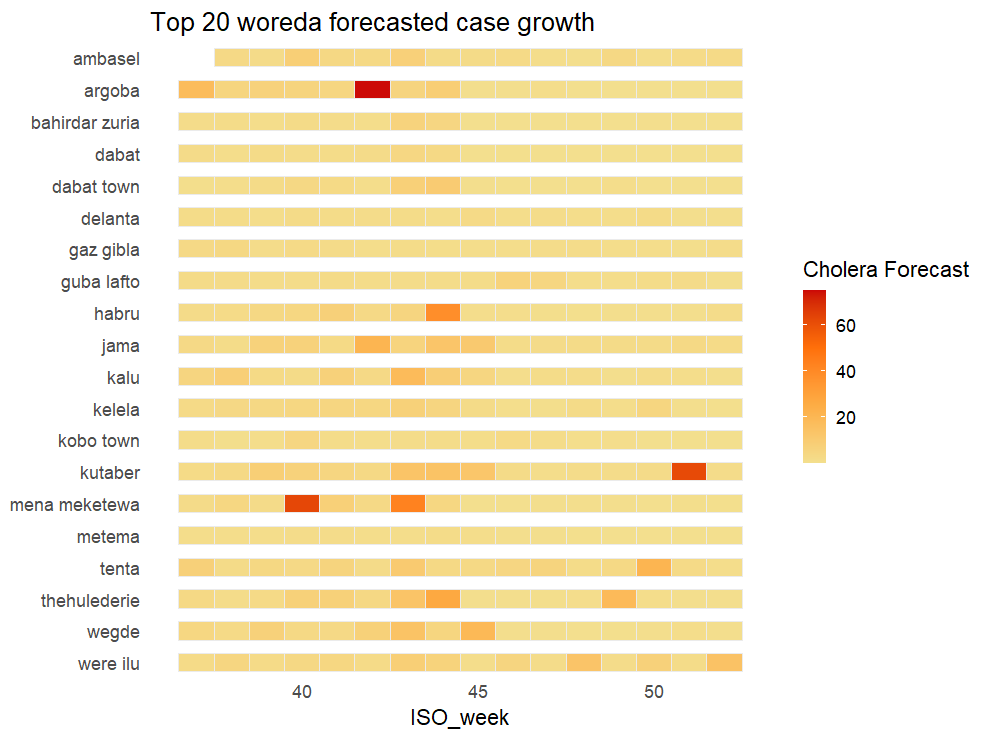 Top 20 woreda forecasted case growth
ambasel
argoba
bahirdar zuria
dabat
dabat town
delanta
gaz gibla
guba lafto
habru
jama
kalu
kelela
kobo town
kutaber
mena meketewa
metema
tenta
thehulederie
wegde
were ilu
40 45 50
ISO_week
Cholera Forecast
60
40
20